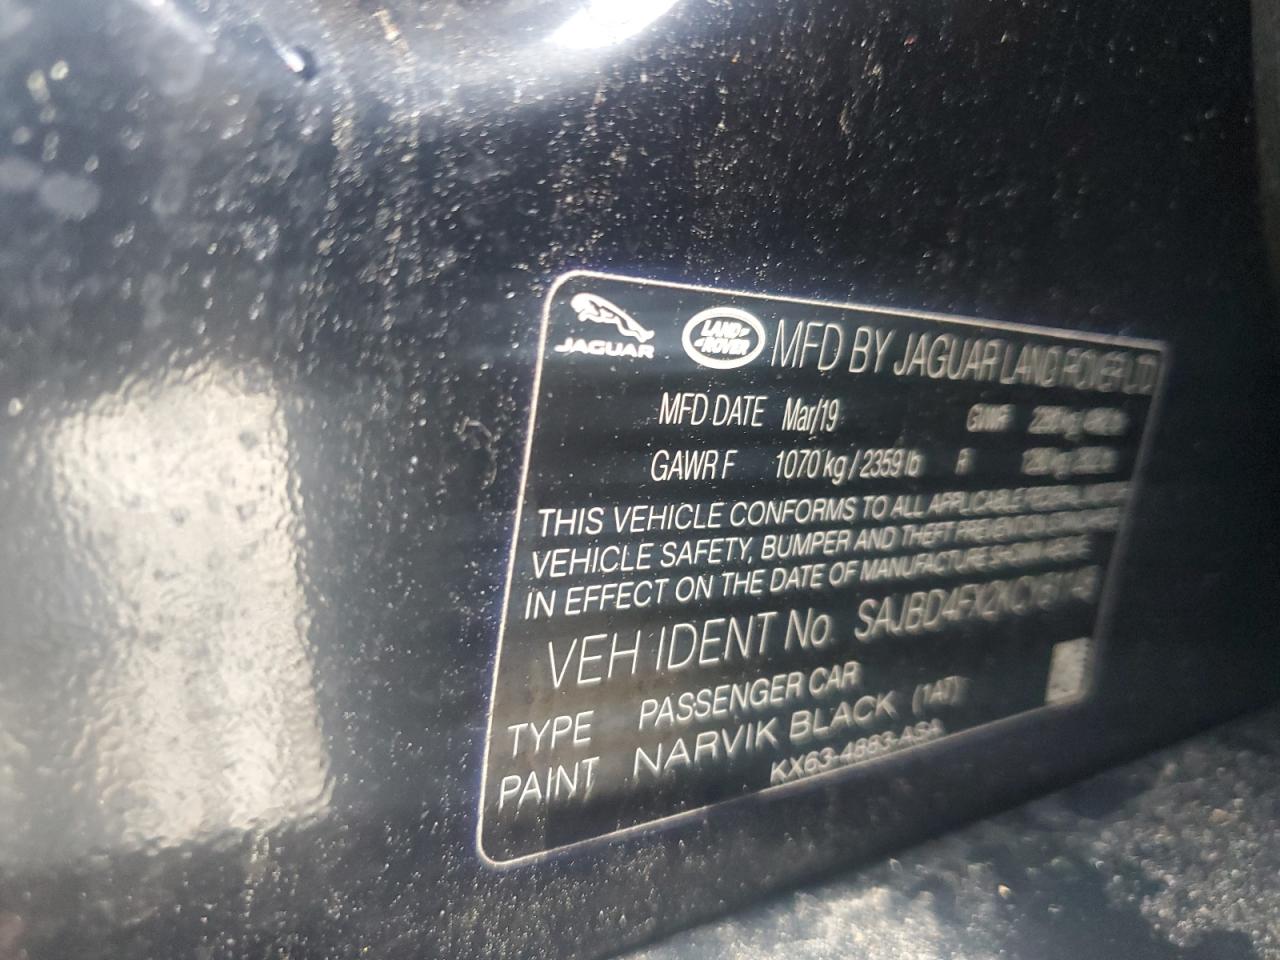 JAGUAR LAND ROVER MFD BY JAGUAR LAND ROVER LTD
MFD DATE Mar/19
GAWR F 1070 kg / 2359 lb R
THIS VEHICLE CONFORMS TO ALL APPLICABLE FEDERAL MOTOR
VEHICLE SAFETY, BUMPER AND THEFT PREVENTION STANDARDS
IN EFFECT ON THE DATE OF MANUFACTURE SHOWN ABOVE
VEH IDENT No
TYPE PASSENGER CAR
PAINT NARVIK BLACK (1AT)
KX63-4883-ASA